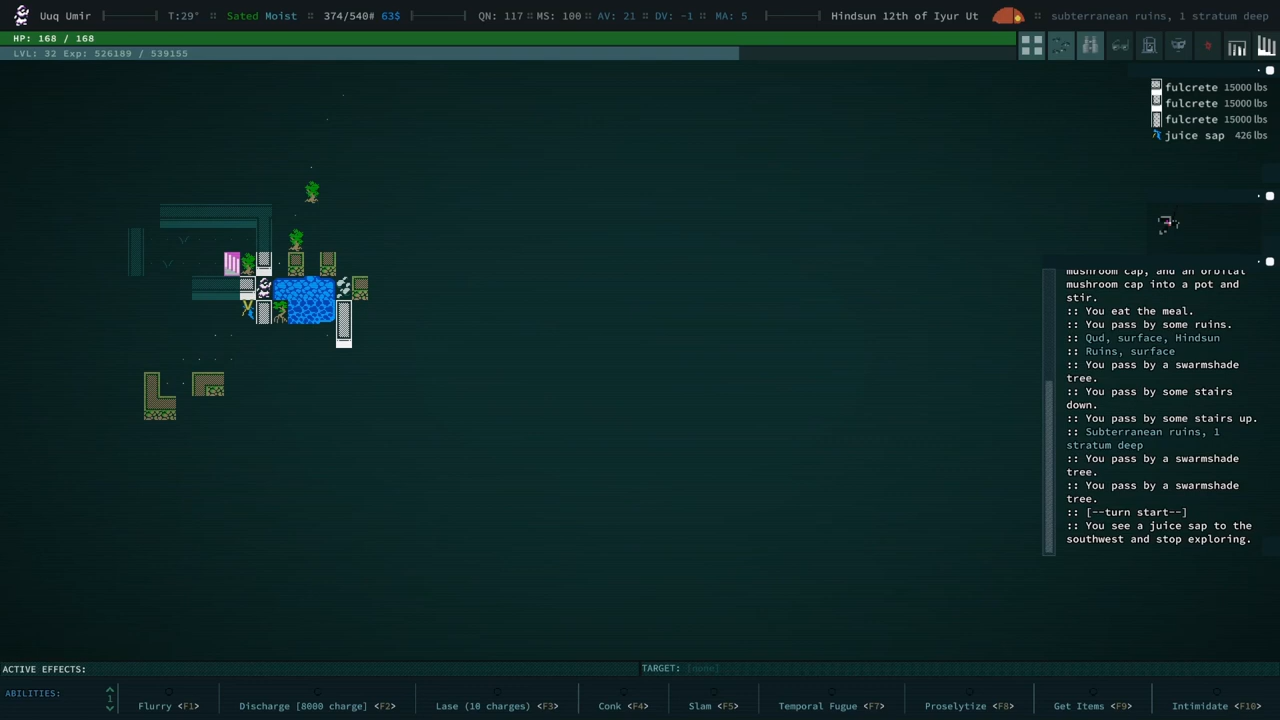 Uuq Umir T:29° Sated Moist 374/540# 63$ QN: 117 MS: 100 AV: 21 DV: -1 MA: 5 Hindsun 12th of Iyur Ut subterranean ruins, 1 stratum deep
HP: 168 / 168
LVL: 32 Exp: 526189 / 539155
fulcrete 15000 lbs
fulcrete 15000 lbs
fulcrete 15000 lbs
juice sap 426 lbs
mushroom cap, and an orbital
mushroom cap into a pot and
stir.
:: You eat the meal.
:: You pass by some ruins.
:: Qud, surface, Hindsun
:: Ruins, surface
:: You pass by a swarmshade
tree.
:: You pass by some stairs
down.
:: You pass by some stairs up.
:: Subterranean ruins, 1
stratum deep
:: You pass by a swarmshade
tree.
:: You pass by a swarmshade
tree.
:: [--turn start--]
:: You see a juice sap to the
southwest and stop exploring.
ACTIVE EFFECTS: TARGET: [none]
ABILITIES: 1 Flurry <F1> Discharge [8000 charge] <F2> Lase (10 charges) <F3> Conk <F4> Slam <F5> Temporal Fugue <F7> Proselytize <F8> Get Items <F9> Intimidate <F10>